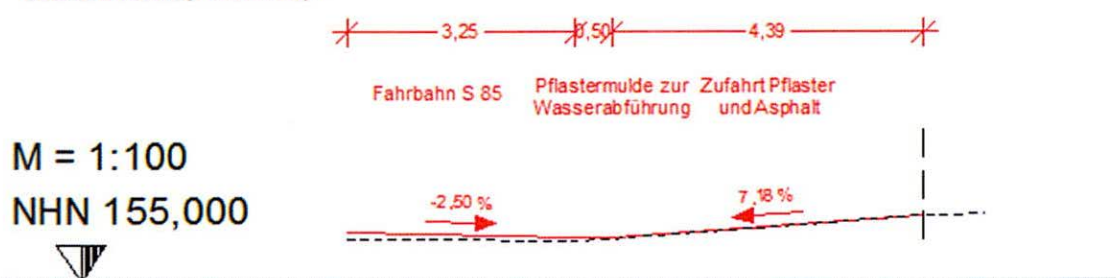 3,25 0,50 4,39
Fahrbahn S 85
Pflastermulde zur
Wasserabführung
Zufahrt Pflaster
und Asphalt
M = 1:100
NHN 155,000
-2,50 %
7,18 %